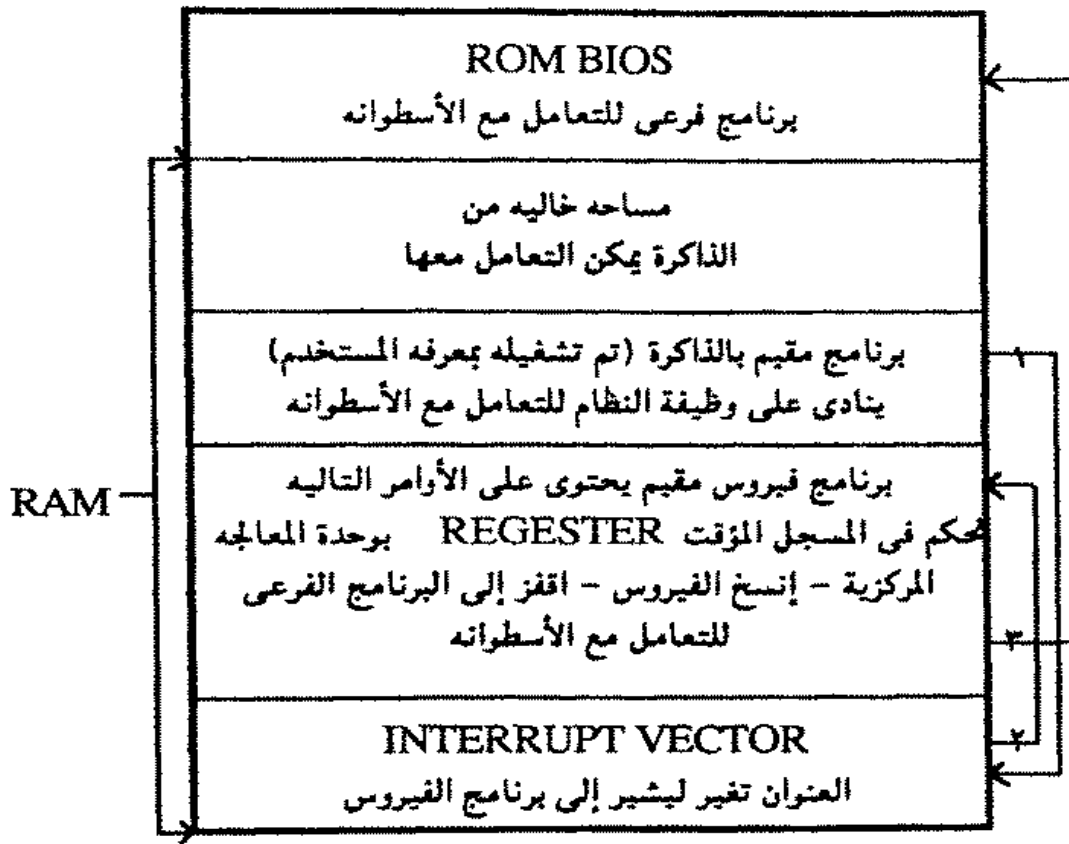 ROM BIOS
برنامج فرعى للتعامل مع الأسطوانه
مساحه خاليه من
الذاكرة يمكن التعامل معها
برنامج مقيم بالذاكرة (تم تشغيله بمعرفه المستخدم)
ينادى على وظيفة النظام للتعامل مع الأسطوانه
١
برنامج فيروس مقيم يحتوى على الأوامر التاليه
تحكم فى المسجل المؤقت REGESTER بوحدة المعالجه
المركزية - إنسخ الفيروس - اقفز إلى البرنامج الفرعى
للتعامل مع الأسطوانه
٣
RAM
INTERRUPT VECTOR
٢
العنوان تغير ليشير إلى برنامج الفيروس